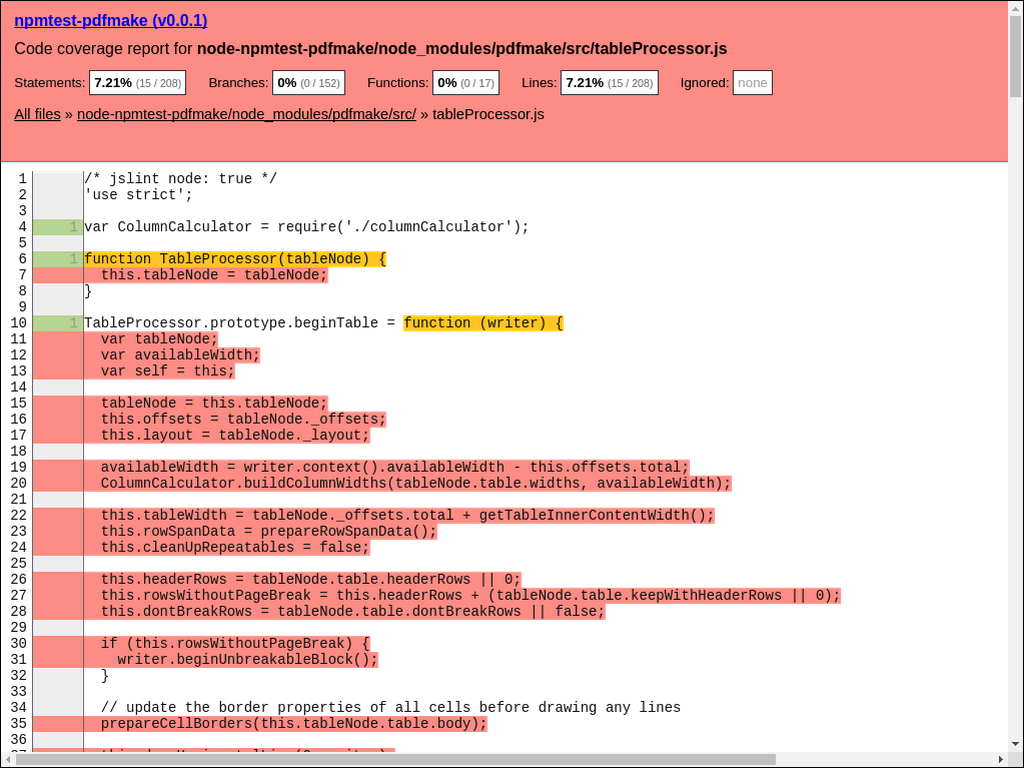 npmtest-pdfmake (v0.0.1)
Code coverage report for node-npmtest-pdfmake/node_modules/pdfmake/src/tableProcessor.js
Statements: 7.21% (15 / 208) Branches: 0% (0 / 152) Functions: 0% (0 / 17) Lines: 7.21% (15 / 208) Ignored: none
All files » node-npmtest-pdfmake/node_modules/pdfmake/src/ » tableProcessor.js
1 /* jslint node: true */
2 'use strict';
3
4 1 var ColumnCalculator = require('./columnCalculator');
5
6 1 function TableProcessor(tableNode) {
7 this.tableNode = tableNode;
8 }
9
10 1 TableProcessor.prototype.beginTable = function (writer) {
11 var tableNode;
12 var availableWidth;
13 var self = this;
14
15 tableNode = this.tableNode;
16 this.offsets = tableNode._offsets;
17 this.layout = tableNode._layout;
18
19 availableWidth = writer.context().availableWidth - this.offsets.total;
20 ColumnCalculator.buildColumnWidths(tableNode.table.widths, availableWidth);
21
22 this.tableWidth = tableNode._offsets.total + getTableInnerContentWidth();
23 this.rowSpanData = prepareRowSpanData();
24 this.cleanUpRepeatables = false;
25
26 this.headerRows = tableNode.table.headerRows || 0;
27 this.rowsWithoutPageBreak = this.headerRows + (tableNode.table.keepWithHeaderRows || 0);
28 this.dontBreakRows = tableNode.table.dontBreakRows || false;
29
30 if (this.rowsWithoutPageBreak) {
31 writer.beginUnbreakableBlock();
32 }
33
34 // update the border properties of all cells before drawing any lines
35 prepareCellBorders(this.tableNode.table.body);
36